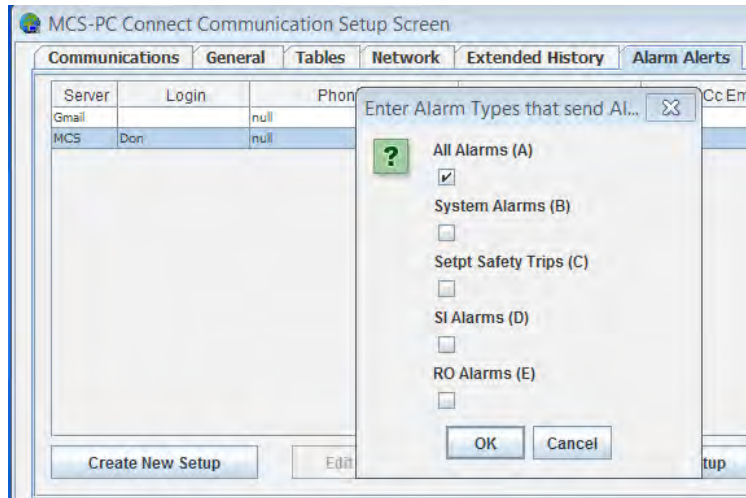 MCS-PC Connect Communication Setup Screen
Communications General Tables Network Extended History Alarm Alerts
Server Login Phon Cc Em
Gmail null
MCS Don null
Enter Alarm Types that send Al...
?
All Alarms (A)
System Alarms (B)
Setpt Safety Trips (C)
SI Alarms (D)
RO Alarms (E)
OK Cancel
Create New Setup Edit tup